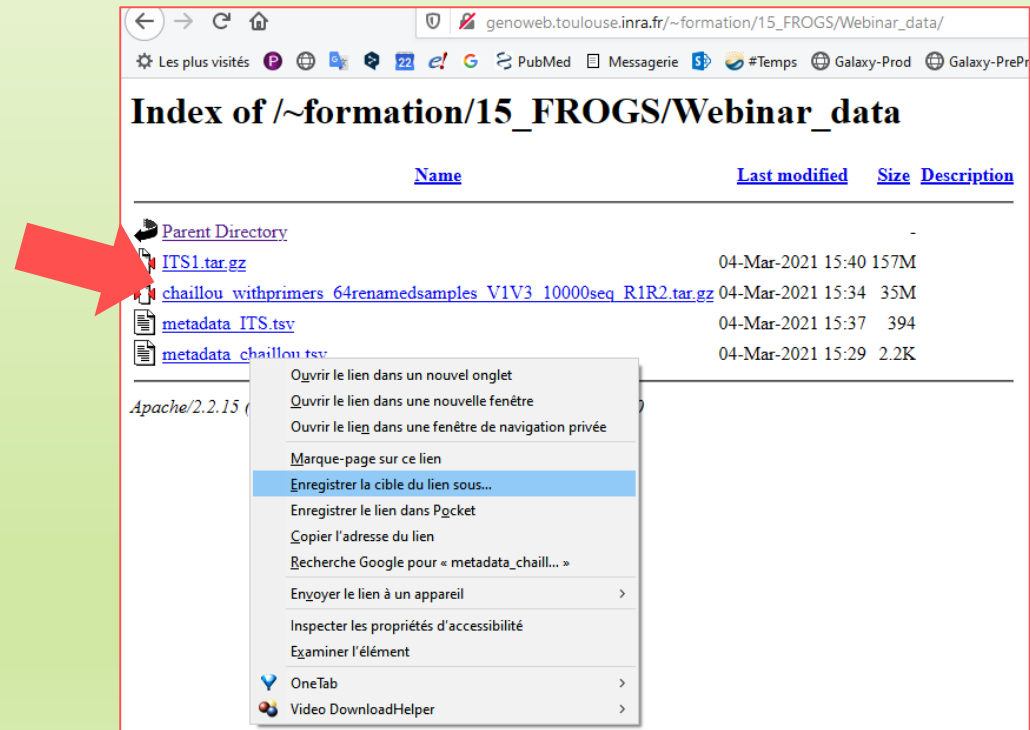 genoweb.toulouse.inra.fr/~formation/15_FROGS/Webinar_data/
Les plus visités 22 e! G PubMed Messagerie #Temps Galaxy-Prod Galaxy-PrePr
Index of /~formation/15_FROGS/Webinar_data
Name Last modified Size Description
Parent Directory -
ITS1.tar.gz 04-Mar-2021 15:40 157M
chaillou_withprimers_64renamedsamples_V1V3_10000seq_R1R2.tar.gz 04-Mar-2021 15:34 35M
metadata_ITS.tsv 04-Mar-2021 15:37 394
metadata_chaillou.tsv 04-Mar-2021 15:29 2.2K
Apache/2.2.15 (
Ouvrir le lien dans un nouvel onglet
Ouvrir le lien dans une nouvelle fenêtre
Ouvrir le lien dans une fenêtre de navigation privée
Marque-page sur ce lien
Enregistrer la cible du lien sous...
Enregistrer le lien dans Pocket
Copier l'adresse du lien
Recherche Google pour « metadata_chaill... »
Envoyer le lien à un appareil
Inspecter les propriétés d'accessibilité
Examiner l'élément
OneTab
Video DownloadHelper